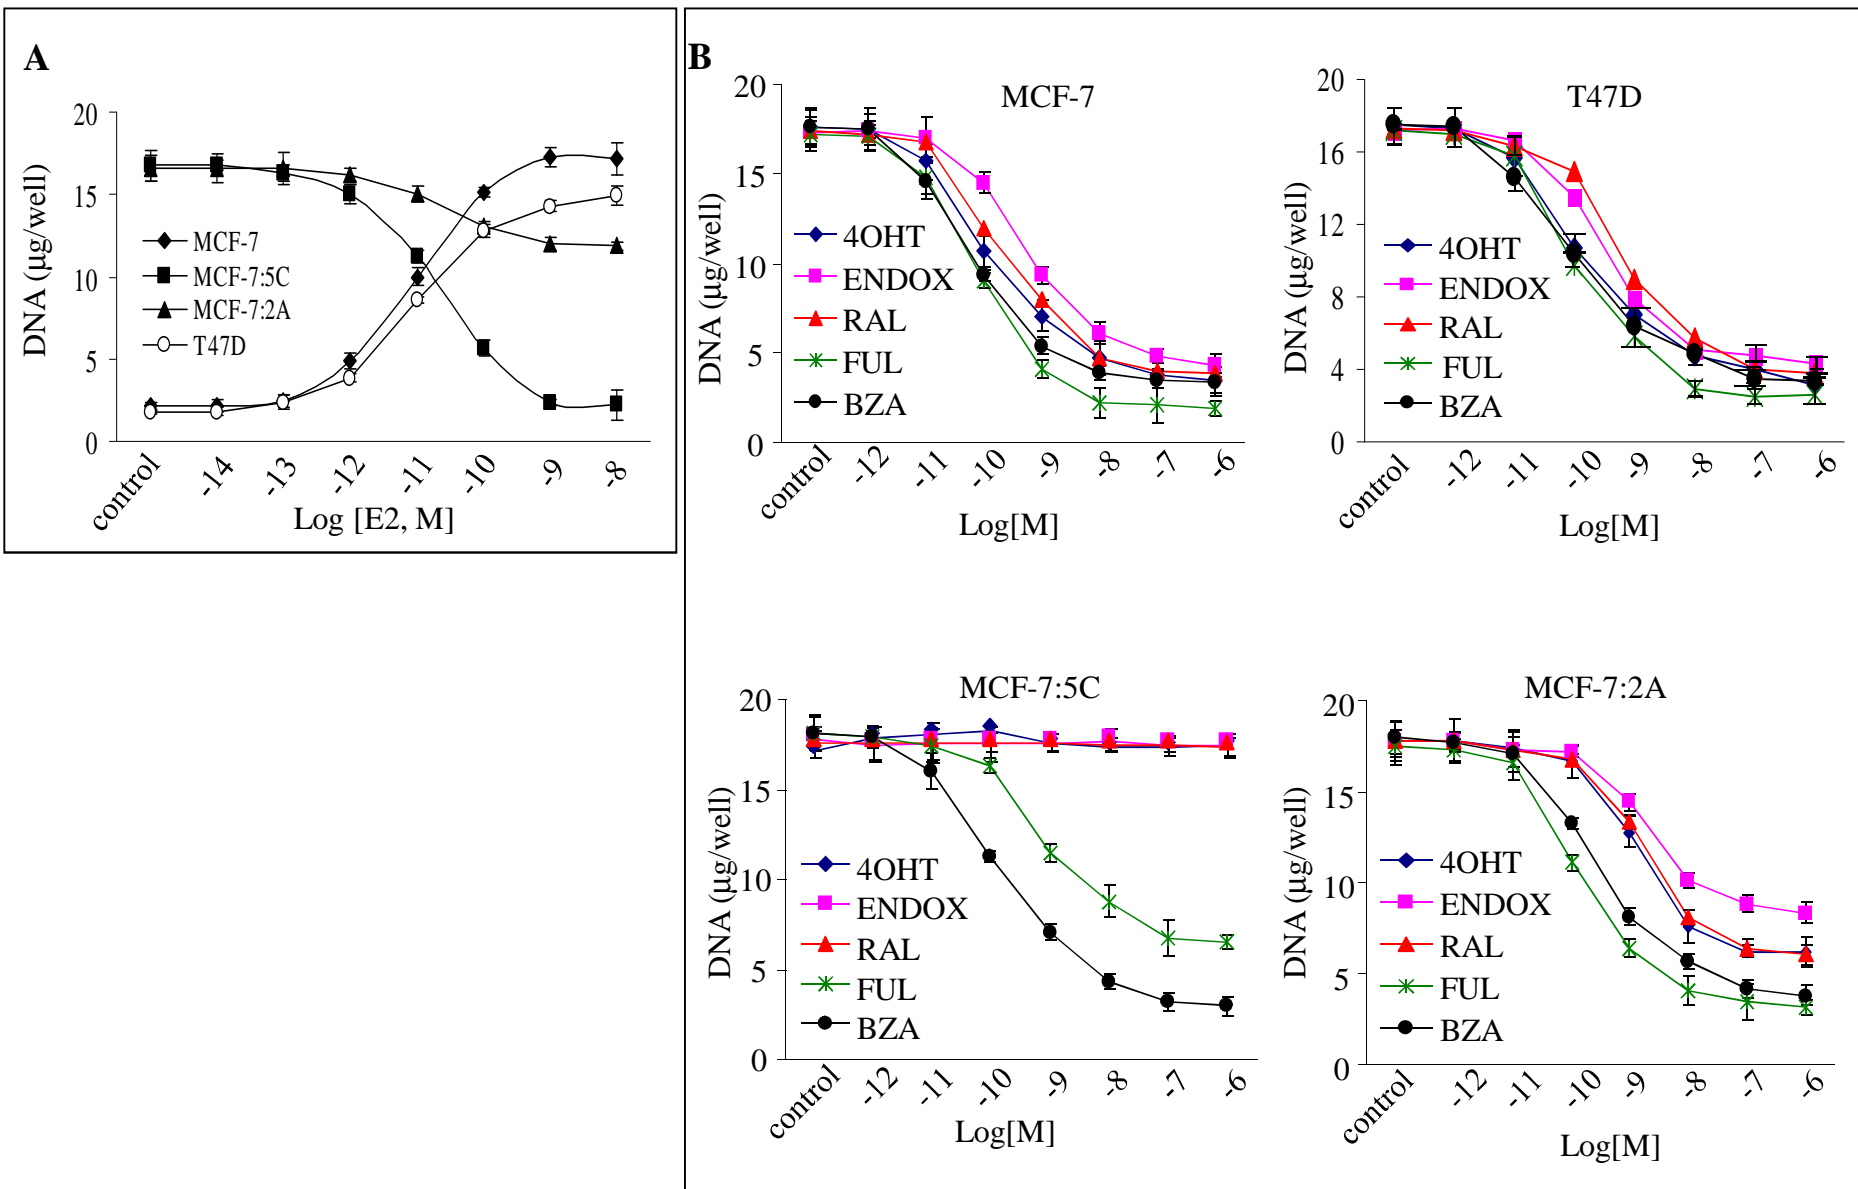 A
20
15
10
5
0
DNA (μg/well)
MCF-7
MCF-7:5C
MCF-7:2A
T47D
control -14 -13 -12 -11 -10 -9 -8
Log [E2, M]
B
MCF-7
20
15
10
5
0
DNA (μg/well)
4OHT
ENDOX
RAL
FUL
BZA
control -12 -11 -10 -9 -8 -7 -6
Log[M]
T47D
20
16
12
8
4
0
DNA (μg/well)
4OHT
ENDOX
RAL
FUL
BZA
control -12 -11 -10 -9 -8 -7 -6
Log[M]
MCF-7:5C
20
15
10
5
0
DNA (μg/well)
4OHT
ENDOX
RAL
FUL
BZA
control -12 -11 -10 -9 -8 -7 -6
Log[M]
MCF-7:2A
20
15
10
5
0
DNA (μg/well)
4OHT
ENDOX
RAL
FUL
BZA
control -12 -11 -10 -9 -8 -7 -6
Log[M]